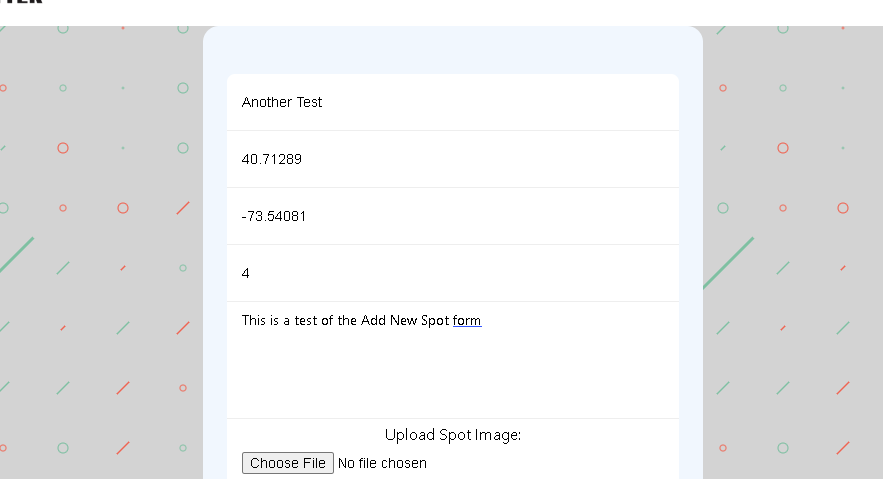 Another Test
40.71289
-73.54081
4
This is a test of the Add New Spot form
Upload Spot Image:
Choose File No file chosen